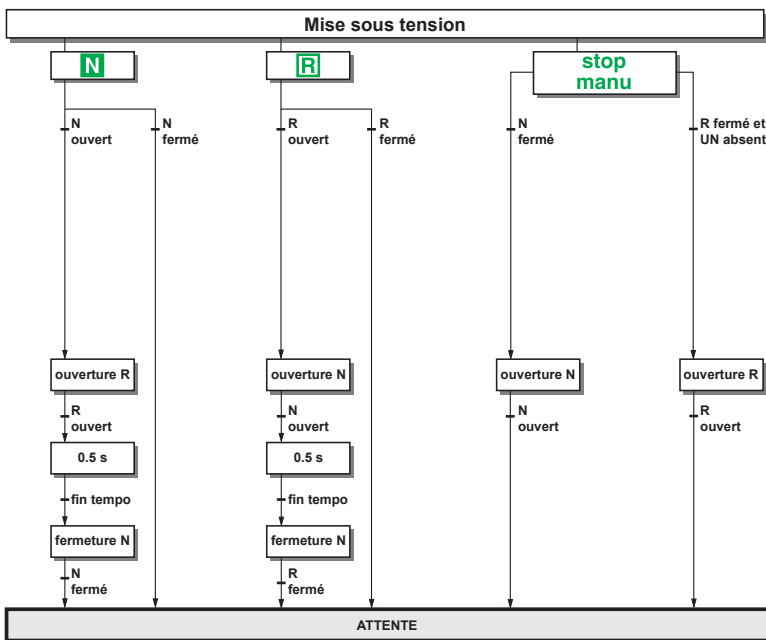 Mise sous tension
N
R
stop
manu
N
ouvert
N
fermé
R
ouvert
R
fermé
N
fermé
R fermé et
UN absent
ouverture R
ouverture N
ouverture N
ouverture R
R
ouvert
N
ouvert
N
ouvert
R
ouvert
0.5 s
0.5 s
fin tempo
fin tempo
fermeture N
fermeture N
N
fermé
R
fermé
ATTENTE